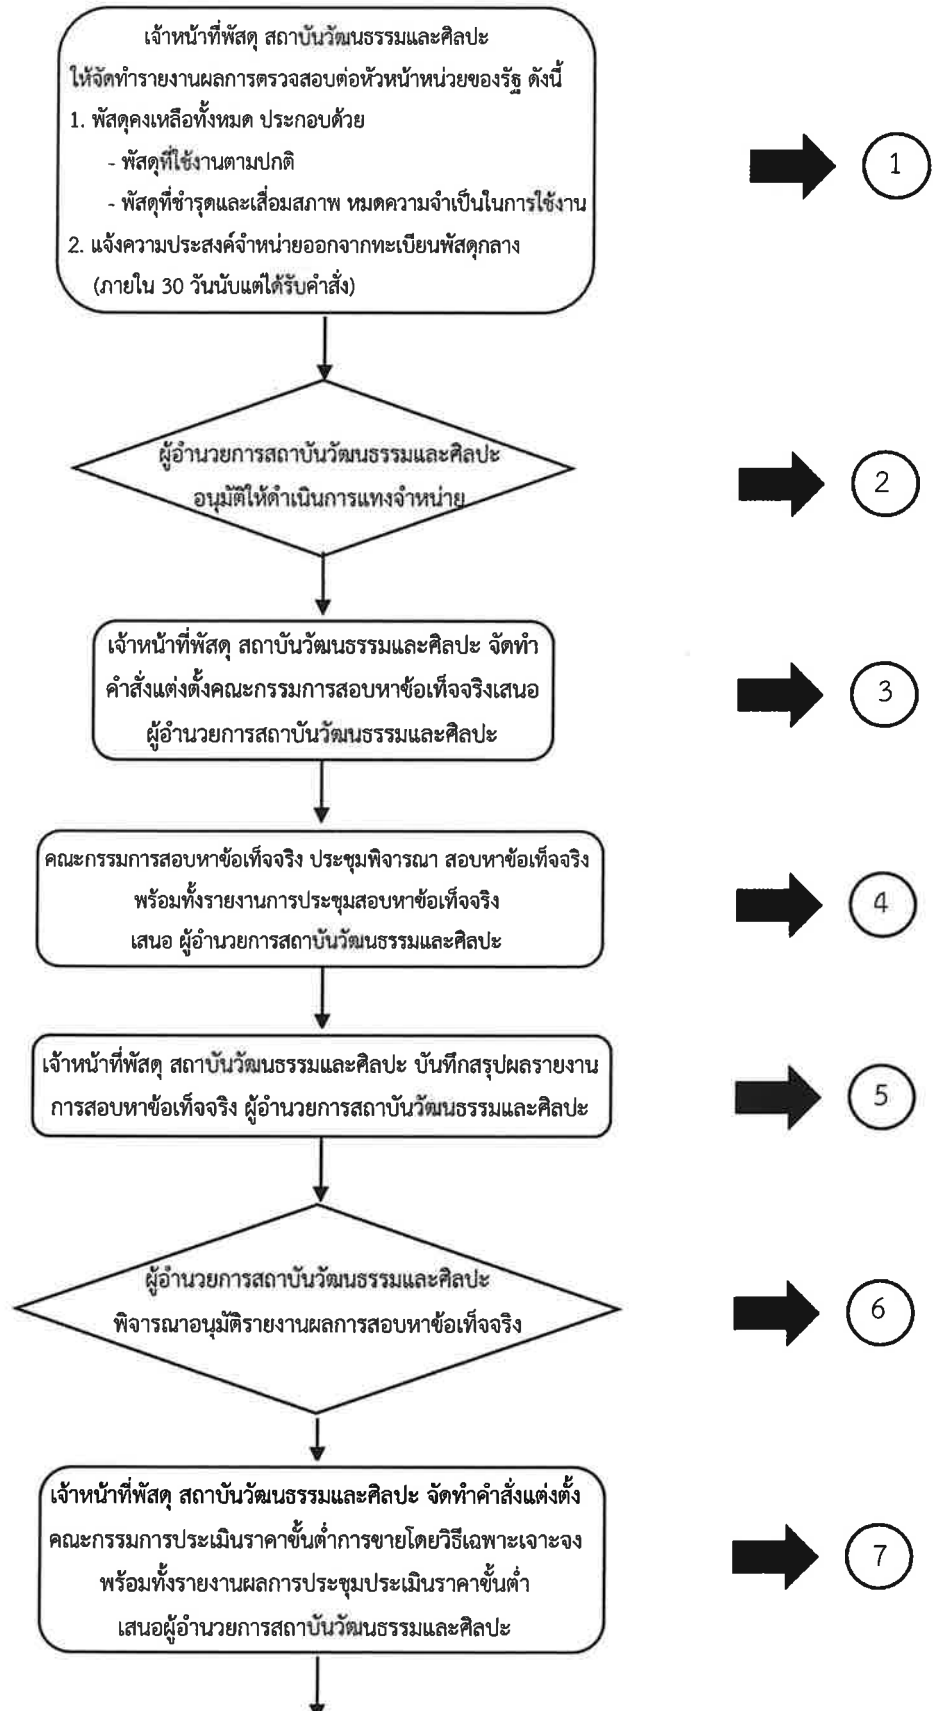 เจ้าหน้าที่พัสดุ สถาบันวัฒนธรรมและศิลปะ
ให้จัดทำรายงานผลการตรวจสอบต่อหัวหน้าหน่วยของรัฐ ดังนี้
1. พัสดุคงเหลือทั้งหมด ประกอบด้วย
- พัสดุที่ใช้งานตามปกติ
- พัสดุที่ชำรุดและเสื่อมสภาพ หมดความจำเป็นในการใช้งาน
2. แจ้งความประสงค์จำหน่ายออกจากทะเบียนพัสดุกลาง
(ภายใน 30 วันนับแต่ได้รับคำสั่ง)
1
ผู้อำนวยการสถาบันวัฒนธรรมและศิลปะ
อนุมัติให้ดำเนินการแทงจำหน่าย
2
เจ้าหน้าที่พัสดุ สถาบันวัฒนธรรมและศิลปะ จัดทำ
คำสั่งแต่งตั้งคณะกรรมการสอบหาข้อเท็จจริงเสนอ
ผู้อำนวยการสถาบันวัฒนธรรมและศิลปะ
3
คณะกรรมการสอบหาข้อเท็จจริง ประชุมพิจารณา สอบหาข้อเท็จจริง
พร้อมทั้งรายงานการประชุมสอบหาข้อเท็จจริง
เสนอ ผู้อำนวยการสถาบันวัฒนธรรมและศิลปะ
4
เจ้าหน้าที่พัสดุ สถาบันวัฒนธรรมและศิลปะ บันทึกสรุปผลรายงาน
การสอบหาข้อเท็จจริง ผู้อำนวยการสถาบันวัฒนธรรมและศิลปะ
5
ผู้อำนวยการสถาบันวัฒนธรรมและศิลปะ
พิจารณาอนุมัติรายงานผลการสอบหาข้อเท็จจริง
6
เจ้าหน้าที่พัสดุ สถาบันวัฒนธรรมและศิลปะ จัดทำคำสั่งแต่งตั้ง
คณะกรรมการประเมินราคาขั้นต่ำการขายโดยวิธีเฉพาะเจาะจง
พร้อมทั้งรายงานผลการประชุมประเมินราคาขั้นต่ำ
เสนอผู้อำนวยการสถาบันวัฒนธรรมและศิลปะ
7